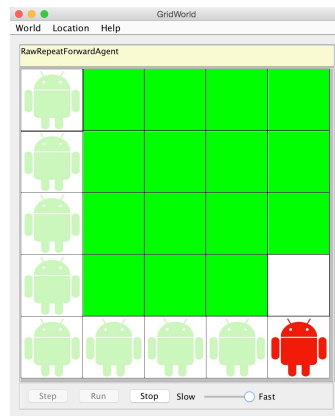 GridWorld
World Location Help
RawRepeatForwardAgent
Step Run Stop Slow Fast